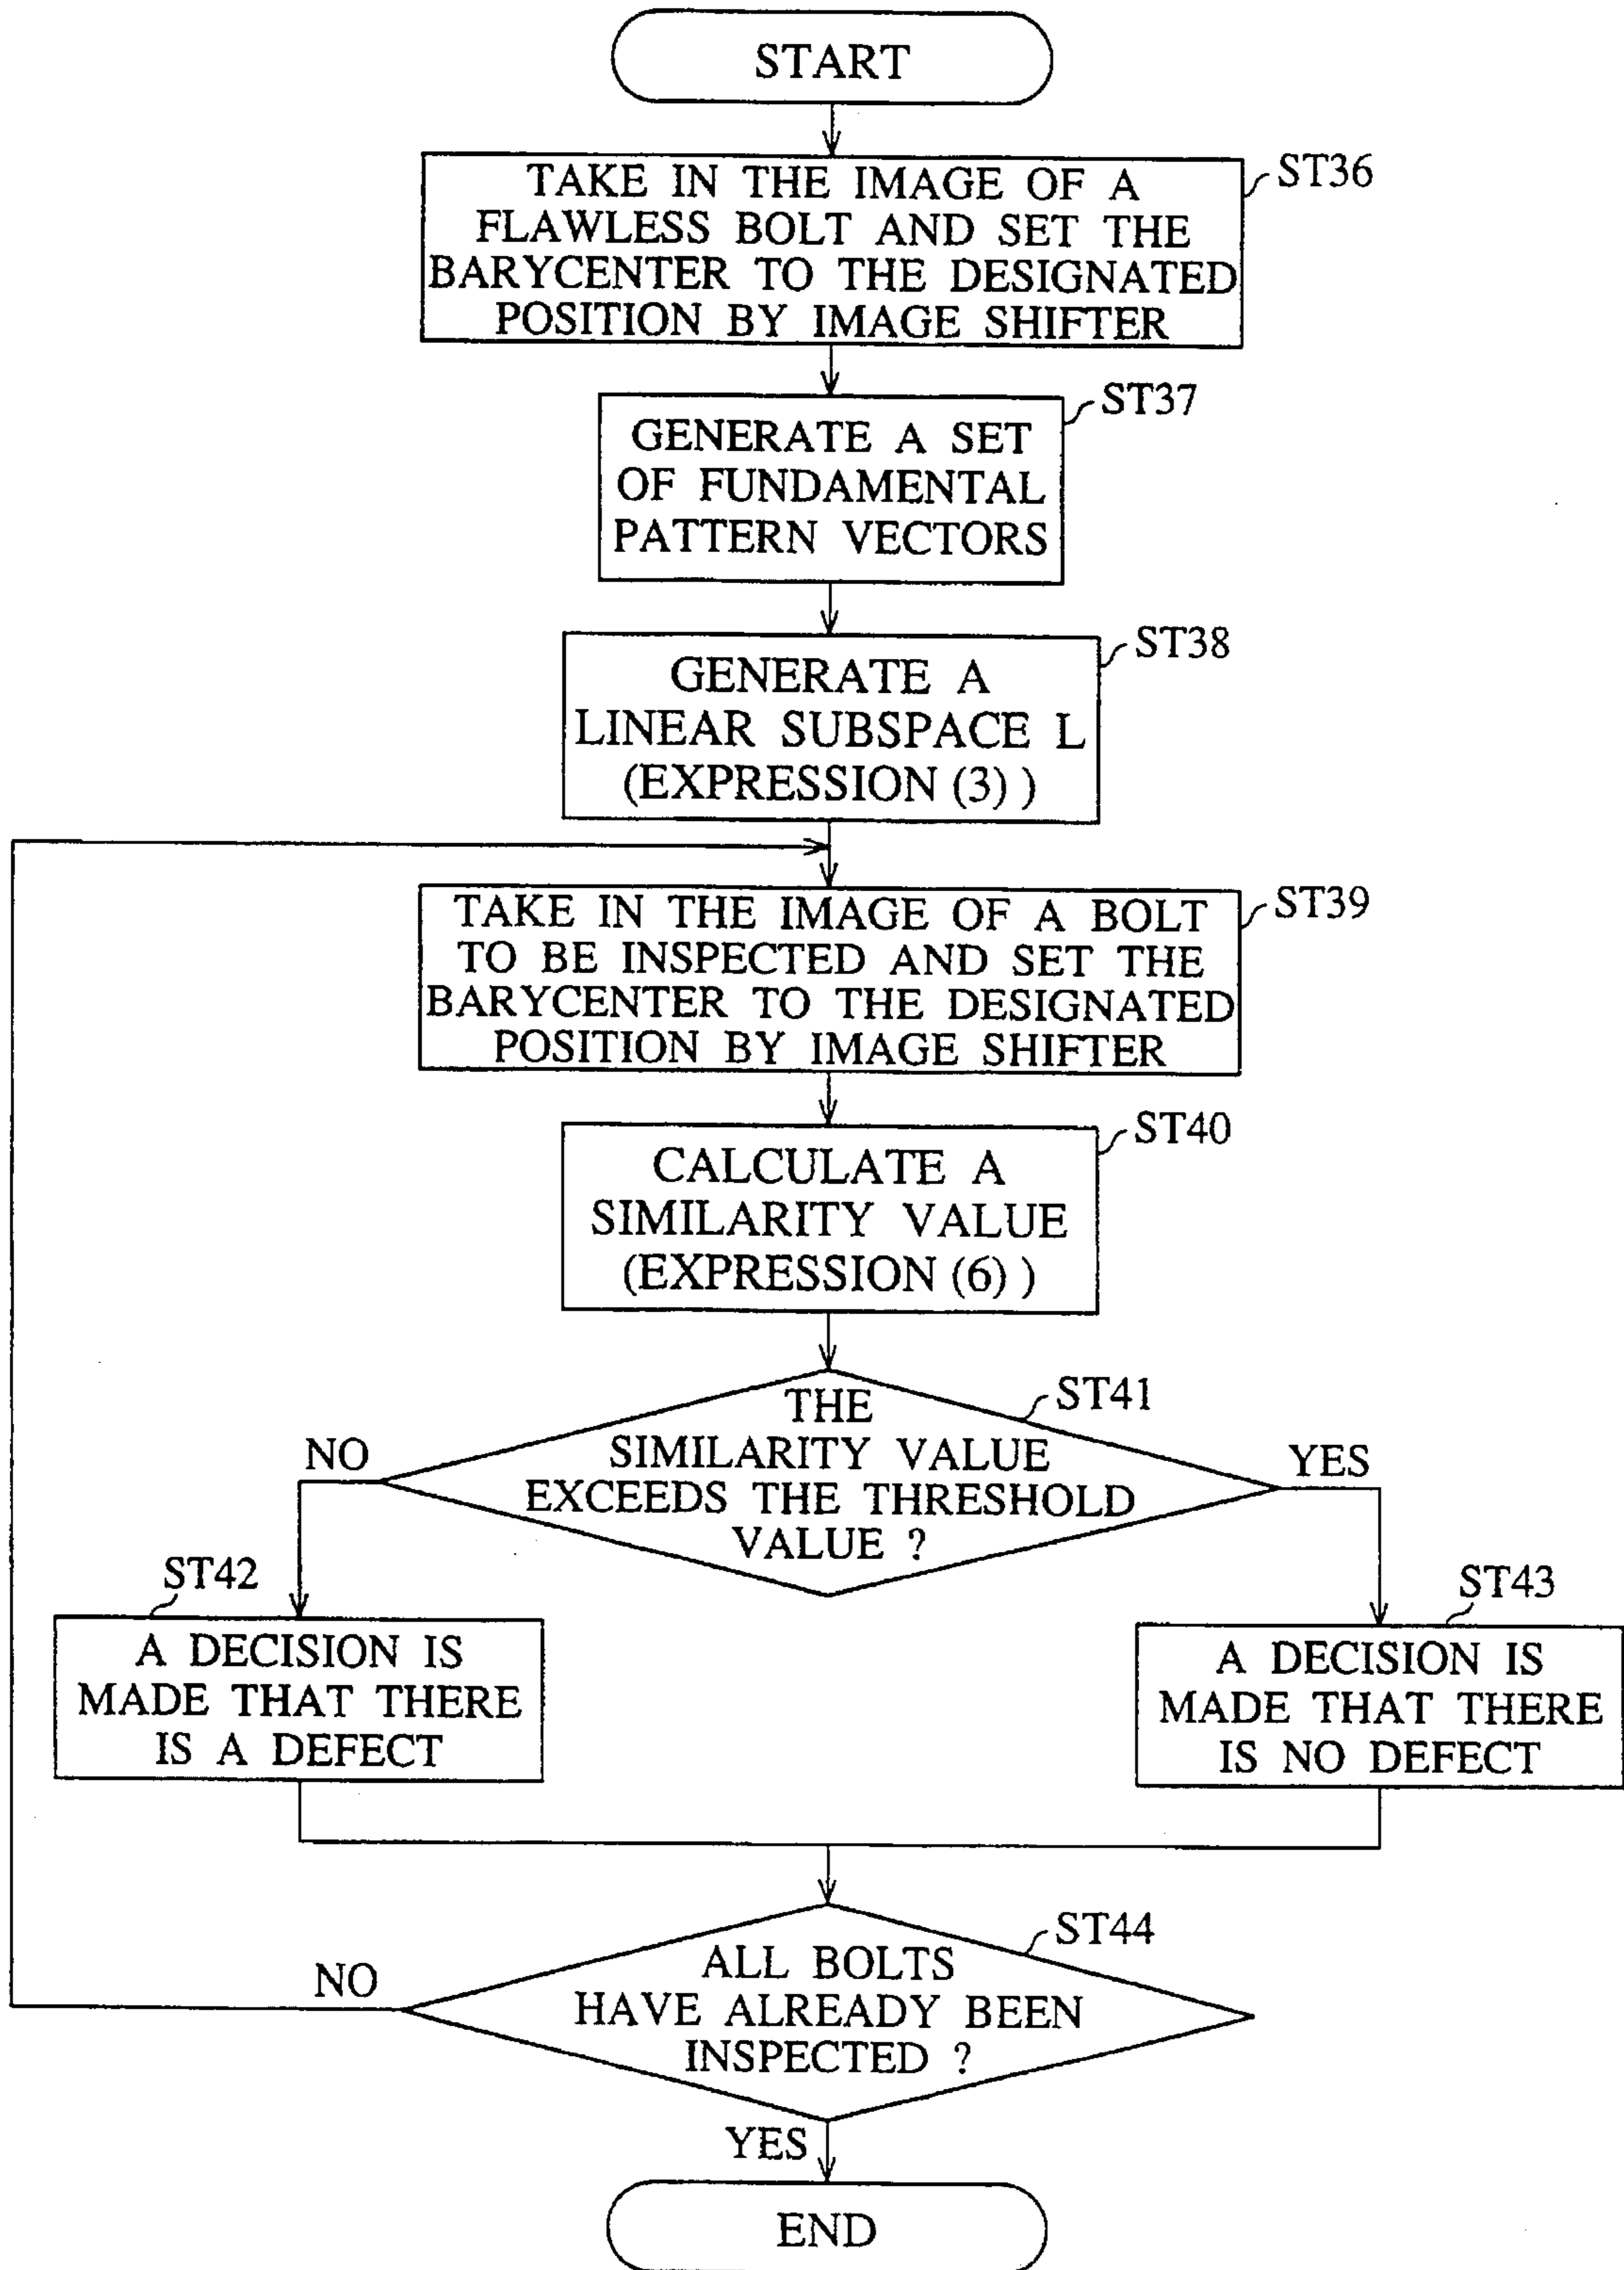 START
TAKE IN THE IMAGE OF A
FLAWLESS BOLT AND SET THE
BARYCENTER TO THE DESIGNATED
POSITION BY IMAGE SHIFTER
ST36
GENERATE A SET
OF FUNDAMENTAL
PATTERN VECTORS
ST37
GENERATE A
LINEAR SUBSPACE L
(EXPRESSION (3) )
ST38
TAKE IN THE IMAGE OF A BOLT
TO BE INSPECTED AND SET THE
BARYCENTER TO THE DESIGNATED
POSITION BY IMAGE SHIFTER
ST39
CALCULATE A
SIMILARITY VALUE
(EXPRESSION (6) )
ST40
THE
SIMILARITY VALUE
EXCEEDS THE THRESHOLD
VALUE ?
ST41
NO
YES
ST42
A DECISION IS
MADE THAT THERE
IS A DEFECT
ST43
A DECISION IS
MADE THAT THERE
IS NO DEFECT
ALL BOLTS
HAVE ALREADY BEEN
INSPECTED ?
ST44
NO
YES
END